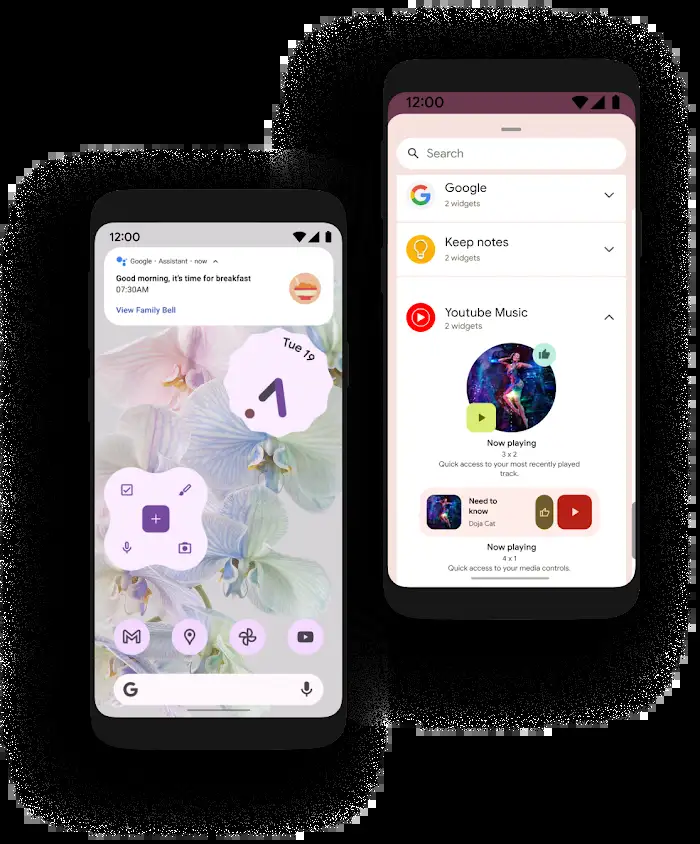 12:00
Google · Assistant · now
Good morning, it's time for breakfast
07:30AM
View Family Bell
Tue 19
G
12:00
Search
Google
2 widgets
Keep notes
2 widgets
Youtube Music
2 widgets
Now playing
3 x 2
Quick access to your most recently played
track.
Need to
know
Doja Cat
Now playing
4 x 1
Quick access to your media controls.